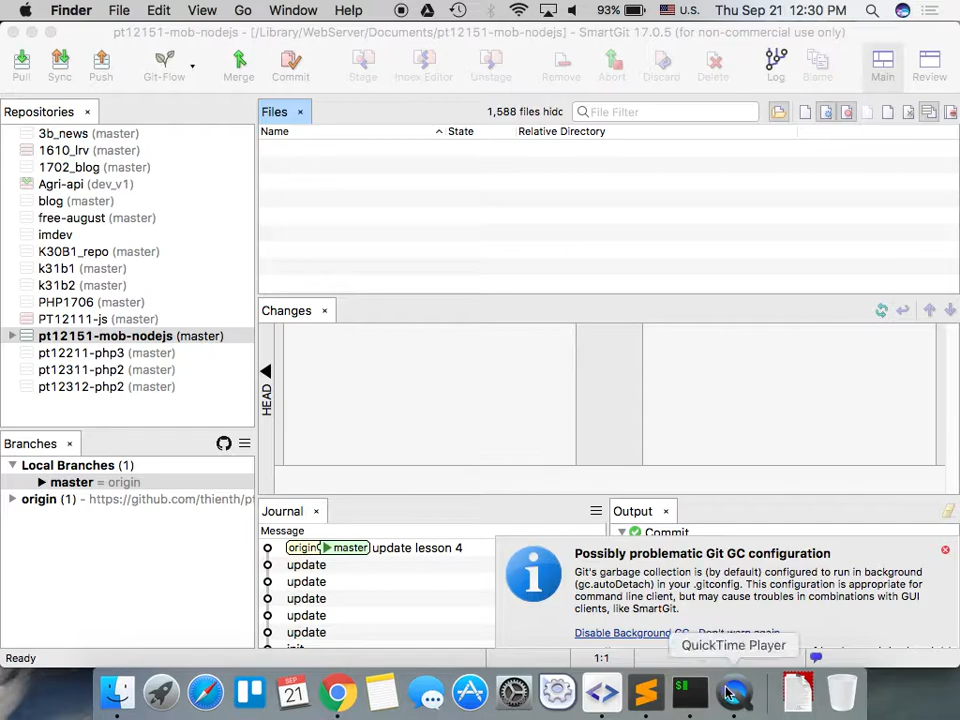 Finder File Edit View Go Window Help 93% U.S. Thu Sep 21 12:30 PM
pt12151-mob-nodejs - [/Library/WebServer/Documents/pt12151-mob-nodejs] - SmartGit 17.0.5 (for non-commercial use only)
Pull Sync Push Git-Flow Merge Commit Stage Index Editor Unstage Remove Abort Discard Delete Log Blame Main Review
Repositories
3b_news (master)
1610_lrv (master)
1702_blog (master)
Agri-api (dev_v1)
blog (master)
free-august (master)
imdev
K30B1_repo (master)
k31b1 (master)
k31b2 (master)
PHP1706 (master)
PT12111-js (master)
pt12151-mob-nodejs (master)
pt12211-php3 (master)
pt12311-php2 (master)
pt12312-php2 (master)
Files 1,588 files hidc File Filter
Name State Relative Directory
Changes
HEAD
Branches
Local Branches (1)
master = origin
origin (1) - https://github.com/thienth/pt
Journal
Message
origin master update lesson 4
update
update
update
update
update
init
Output
Commit
Possibly problematic Git GC configuration
Git's garbage collection is (by default) configured to run in background
(gc.autoDetach) in your .gitconfig. This configuration is appropriate for
command line client, but may cause troubles in combinations with GUI
clients, like SmartGit.
Disable Background GC Don't warn again
QuickTime Player
Ready 1:1
SEP
21